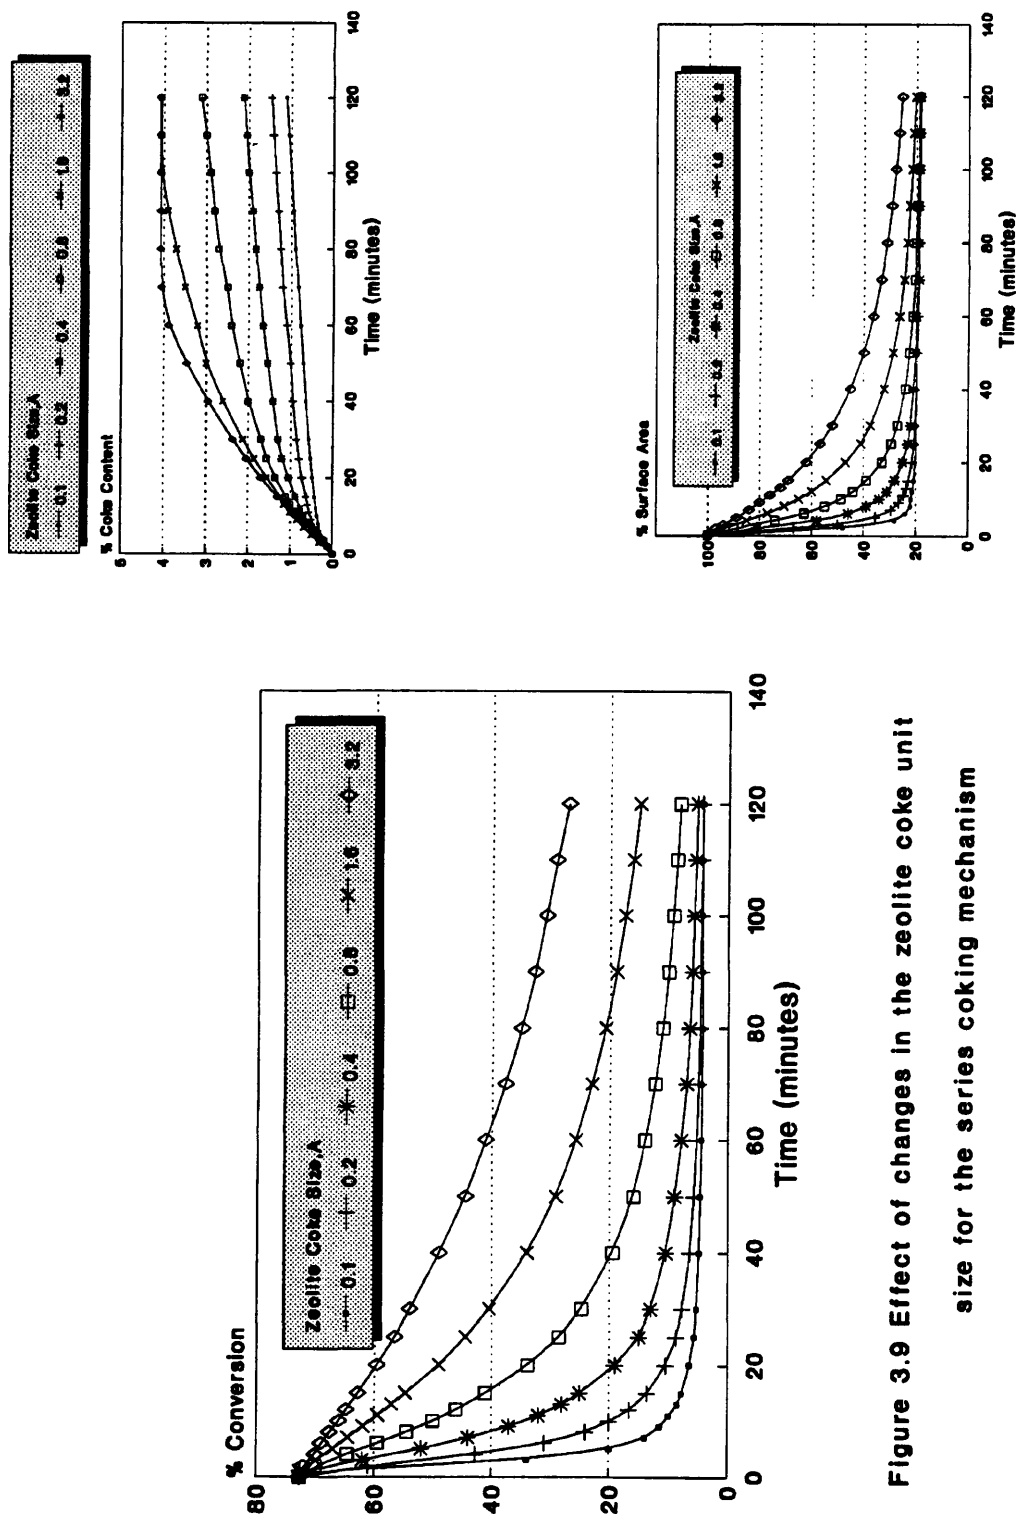 % Conversion
Zeolite Coke Size,A
0.1 0.2 0.4 0.8 1.6 3.2
80
60
40
20
0
0 20 40 60 80 100 120 140
Time (minutes)
% Coke Content
Zeolite Coke Size,A
0.1 0.2 0.4 0.8 1.6 3.2
5
4
3
2
1
0
0 20 40 60 80 100 120 140
Time (minutes)
% Surface Area
Zeolite Coke Size,A
0.1 0.2 0.4 0.8 1.6 3.2
100
80
60
40
20
0
0 20 40 60 80 100 120 140
Time (minutes)
Figure 3.9 Effect of changes in the zeolite coke unit
size for the series coking mechanism